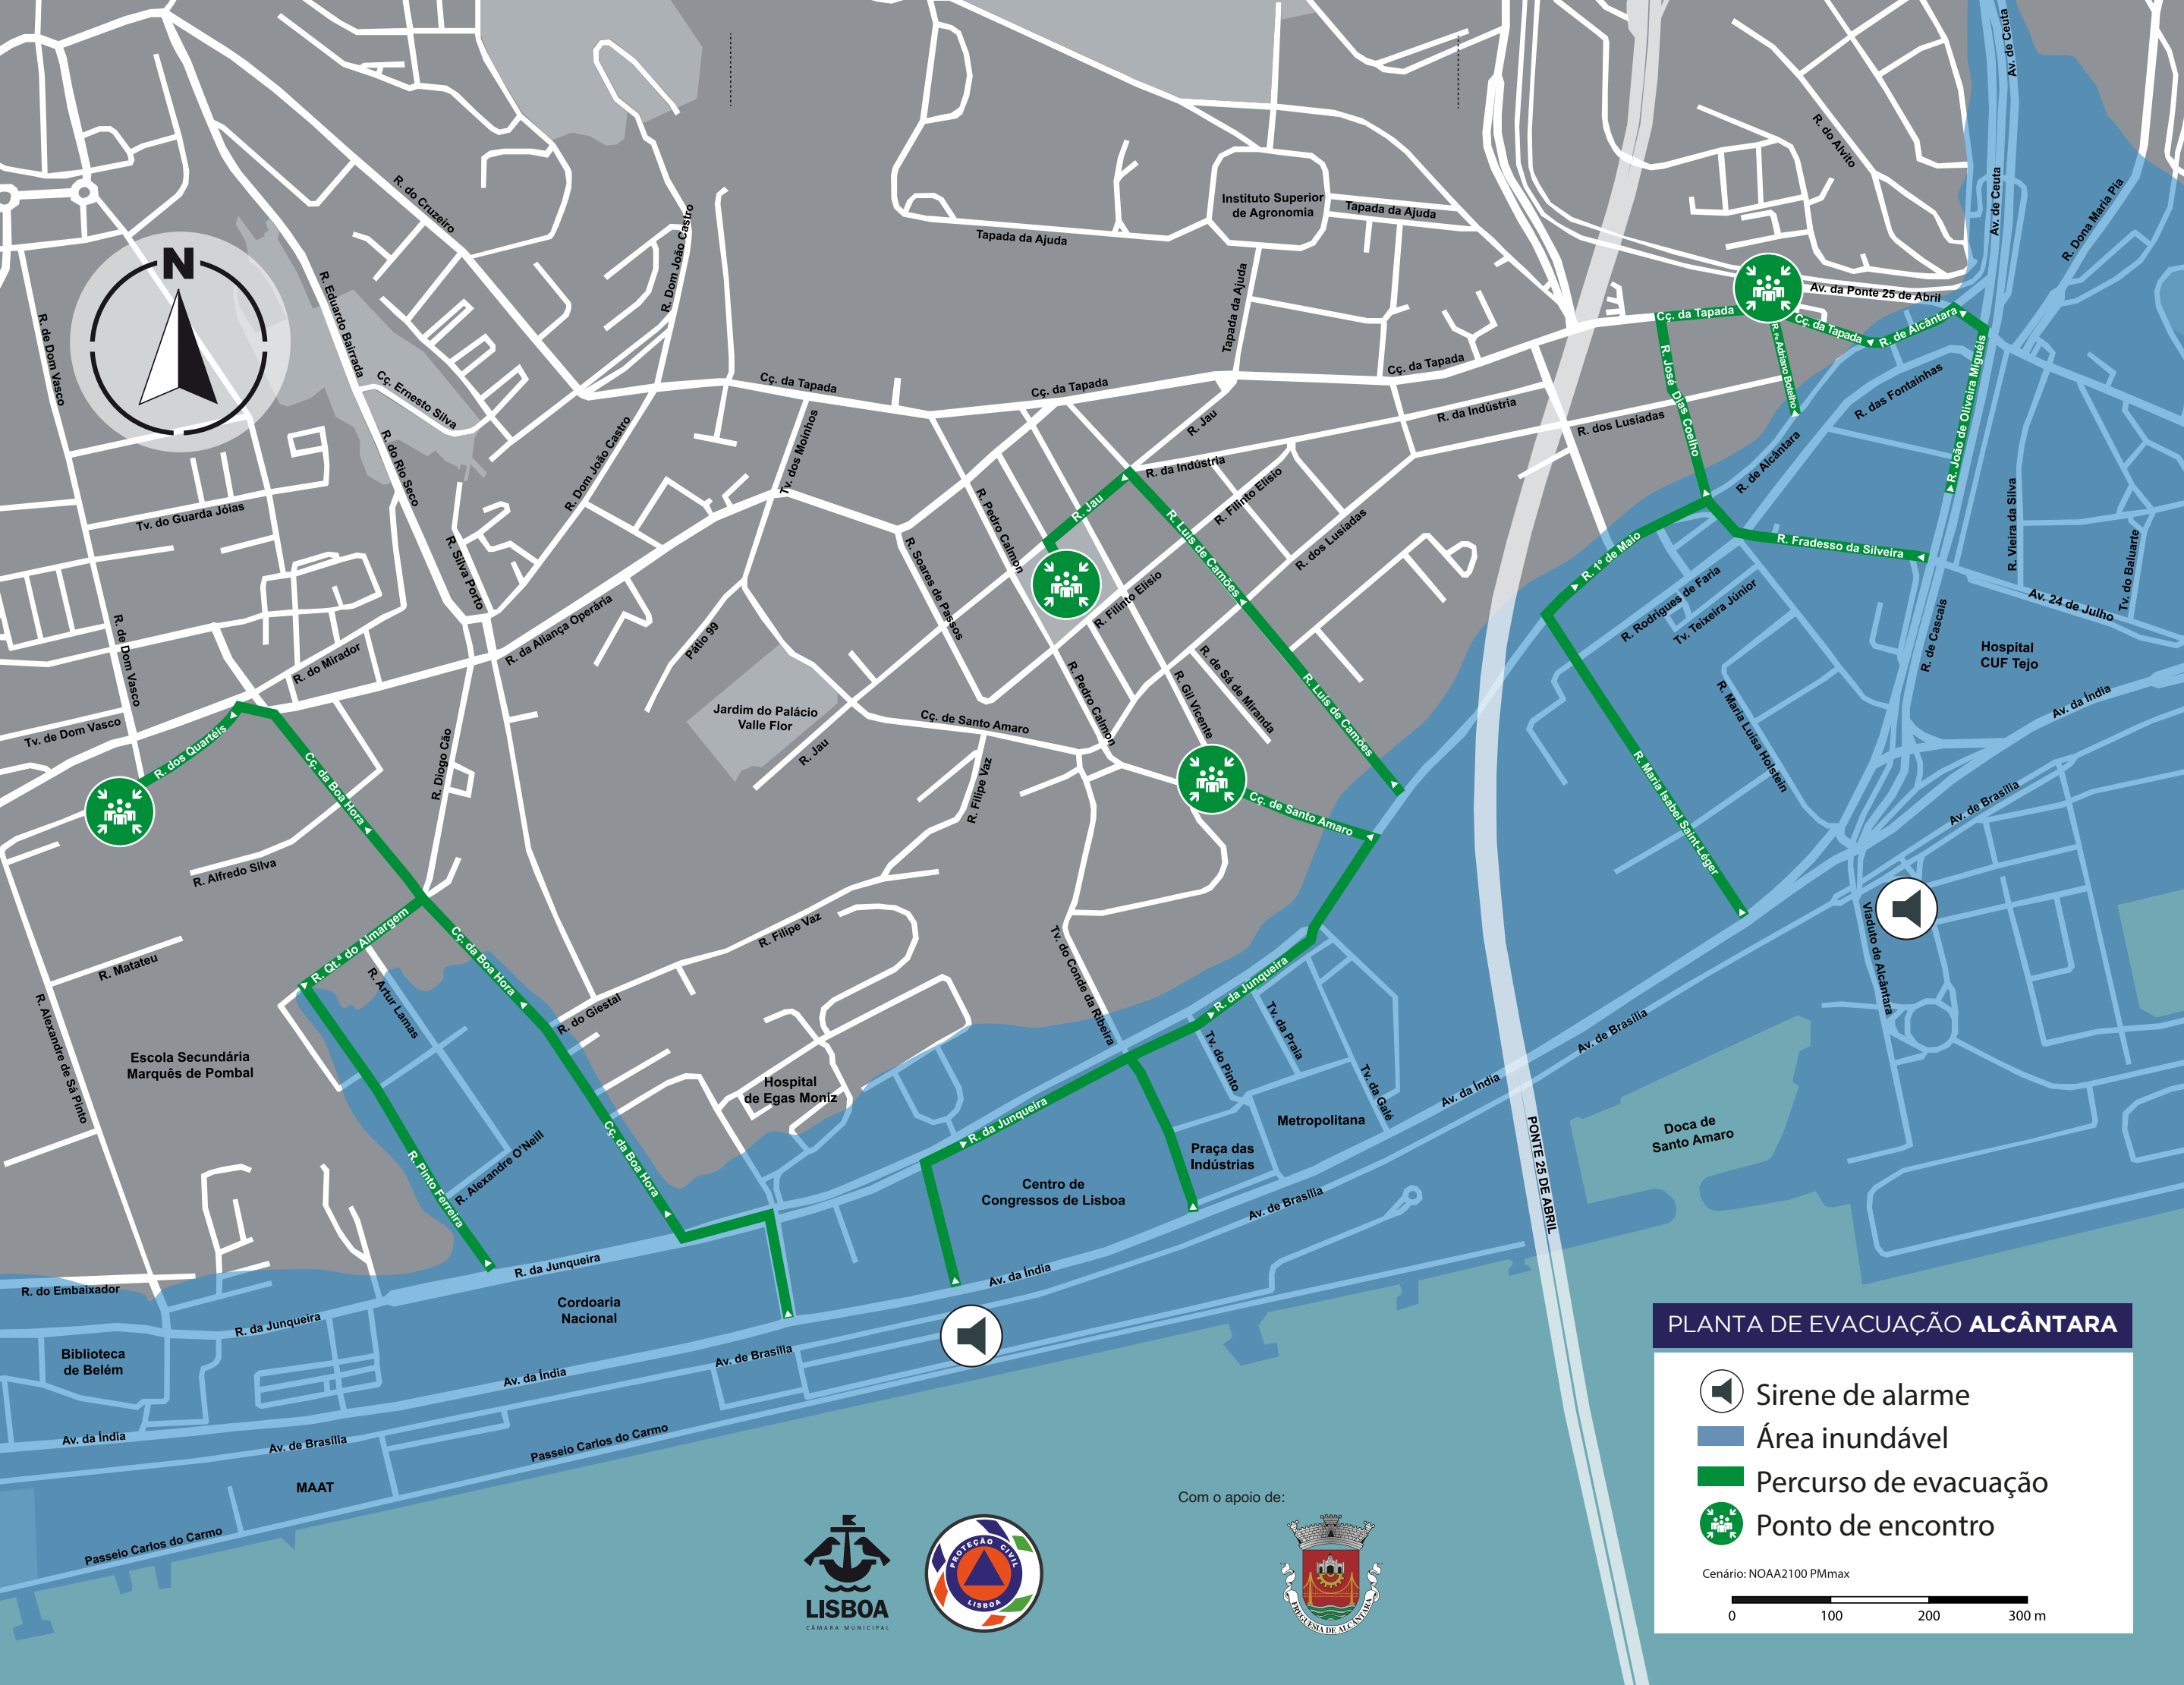 Av. de Ceuta
R. do Alvito
Av. de Ceuta
R. Dona Maria Pia
R. do Cruzeiro
Instituto Superior
de Agronomia
Tapada da Ajuda
Tapada da Ajuda
R. Dom João Castro
N
R. Eduardo Bairrada
Tapada da Ajuda
Av. da Ponte 25 de Abril
Cç. da Tapada
Cç. da Tapada
R. de Alcântara
R. de Dom Vasco
Cç. Ernesto Silva
Cç. da Tapada
Cç. da Tapada
Cç. da Tapada
R. José Dias Coelho
R. Pe Adriano Botelho
R. das Fontaínhas
R. João de Oliveira Miguéis
R. da Indústria
R. dos Lusíadas
R. Jau
R. do Rio Seco
R. Dom João Castro
Tv. dos Moinhos
R. de Alcântara
R. da Indústria
R. Filinto Elísio
R. Jau
R. Pedro Calmon
R. Luís de Camões
Tv. do Guarda Jóias
R. dos Lusíadas
R. Vieira da Silva
Tv. do Baluarte
R. Silva Porto
R. Soares de Passos
R. 1º de Maio
R. Fradesso da Silveira
R. Filinto Elísio
R. Rodrigues de Faria
Tv. Teixeira Júnior
Av. 24 de Julho
R. de Cascais
Hospital
CUF Tejo
R. de Dom Vasco
R. do Mirador
R. da Aliança Operária
Pátio 99
R. Pedro Calmon
R. Gil Vicente
R. de Sá de Miranda
R. Luís de Camões
R. Maria Luísa Holstein
Av. da Índia
Tv. de Dom Vasco
R. dos Quartéis
Cç. da Boa Hora
R. Diogo Cão
Jardim do Palácio
Valle Flor
R. Jau
Cç. de Santo Amaro
R. Filipe Vaz
Cç. de Santo Amaro
R. Maria Isabel Saint-Léger
Av. de Brasília
R. Alfredo Silva
R. Qt.ª do Almargem
Cç. da Boa Hora
R. Filipe Vaz
Viaduto de Alcântara
R. Matateu
R. Artur Lamas
R. do Giestal
Tv. do Conde da Ribeira
R. da Junqueira
R. Alexandre de Sá Pinto
Escola Secundária
Marquês de Pombal
Tv. da Praia
Tv. do Pinto
Tv. da Galé
Av. de Brasília
Hospital
de Egas Moniz
R. da Junqueira
Metropolitana
Av. da Índia
PONTE 25 DE ABRIL
Doca de
Santo Amaro
R. Pinto Ferreira
R. Alexandre O'Neill
Cç. da Boa Hora
Praça das
Indústrias
Centro de
Congressos de Lisboa
Av. de Brasília
R. da Junqueira
Av. da Índia
R. do Embaixador
Cordoaria
Nacional
R. da Junqueira
Biblioteca
de Belém
Av. de Brasília
Av. da Índia
Av. da Índia
Av. de Brasília
Passeio Carlos do Carmo
MAAT
Passeio Carlos do Carmo
PLANTA DE EVACUAÇÃO ALCÂNTARA
Sirene de alarme
Área inundável
Percurso de evacuação
Ponto de encontro
Cenário: NOAA2100 PMmax
0 100 200 300 m
Com o apoio de:
LISBOA
CÂMARA MUNICIPAL
PROTEÇÃO CIVIL
LISBOA
FREGUESIA DE ALCÂNTARA